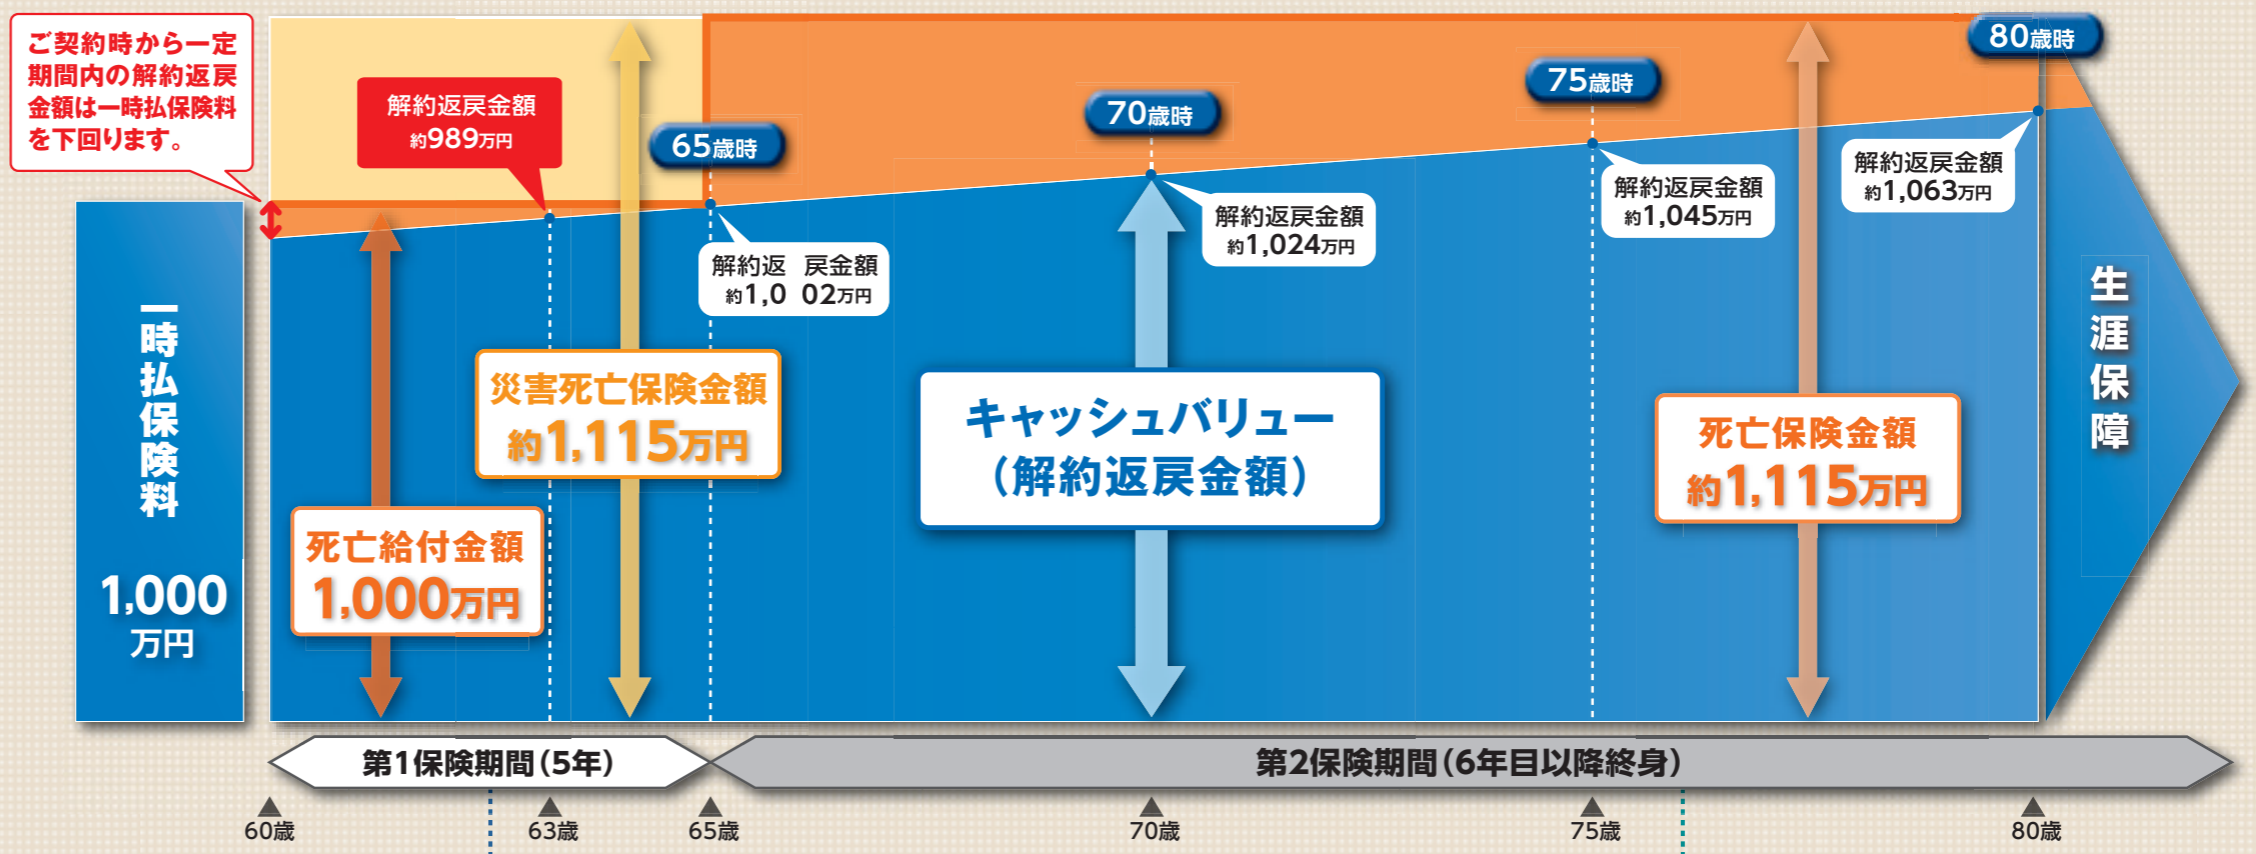 ご契約時から一定
期間内の解約返戻
金額は一時払保険料
を下回ります。
一時払保険料
1,000
万円
解約返戻金額
約989万円
65歳時
解約返 戻金額
約1,0 02万円
70歳時
解約返戻金額
約1,024万円
75歳時
解約返戻金額
約1,045万円
80歳時
解約返戻金額
約1,063万円
死亡給付金額
1,000万円
災害死亡保険金額
約1,115万円
キャッシュバリュー
（解約返戻金額）
死亡保険金額
約1,115万円
生涯保障
第1保険期間（5年）
第2保険期間（6年目以降終身）
60歳
63歳
65歳
70歳
75歳
80歳